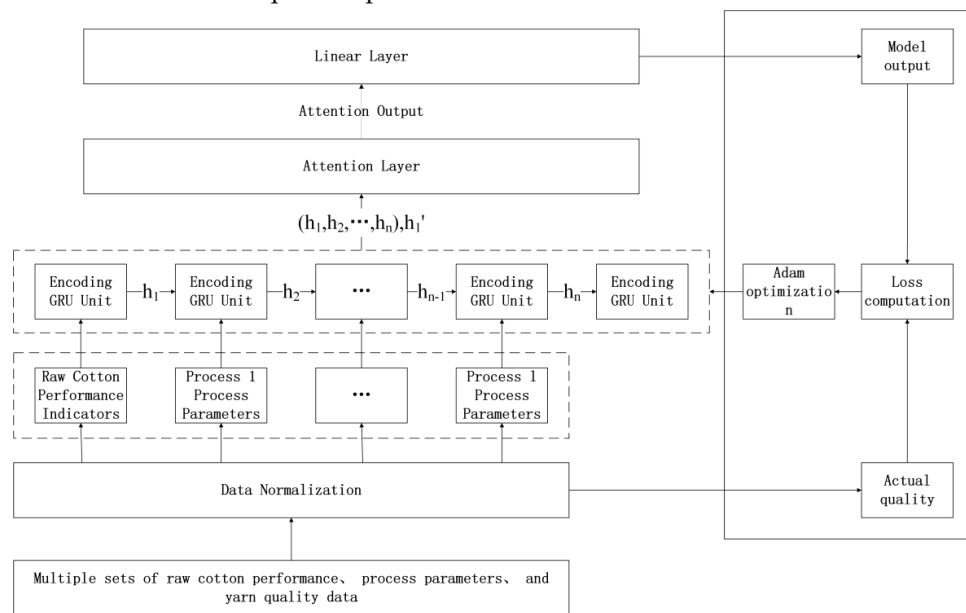 Linear Layer
Model
output
Attention Output
Attention Layer
(h1,h2,⋯,hn),h1'
Encoding
GRU Unit
h1
Encoding
GRU Unit
h2
⋯
hn-1
Encoding
GRU Unit
hn
Encoding
GRU Unit
Adam
optimizatio
n
Loss
computation
Raw Cotton
Performance
Indicators
Process 1
Process
Parameters
⋯
Process 1
Process
Parameters
Data Normalization
Actual
quality
Multiple sets of raw cotton performance、 process parameters、 and
yarn quality data